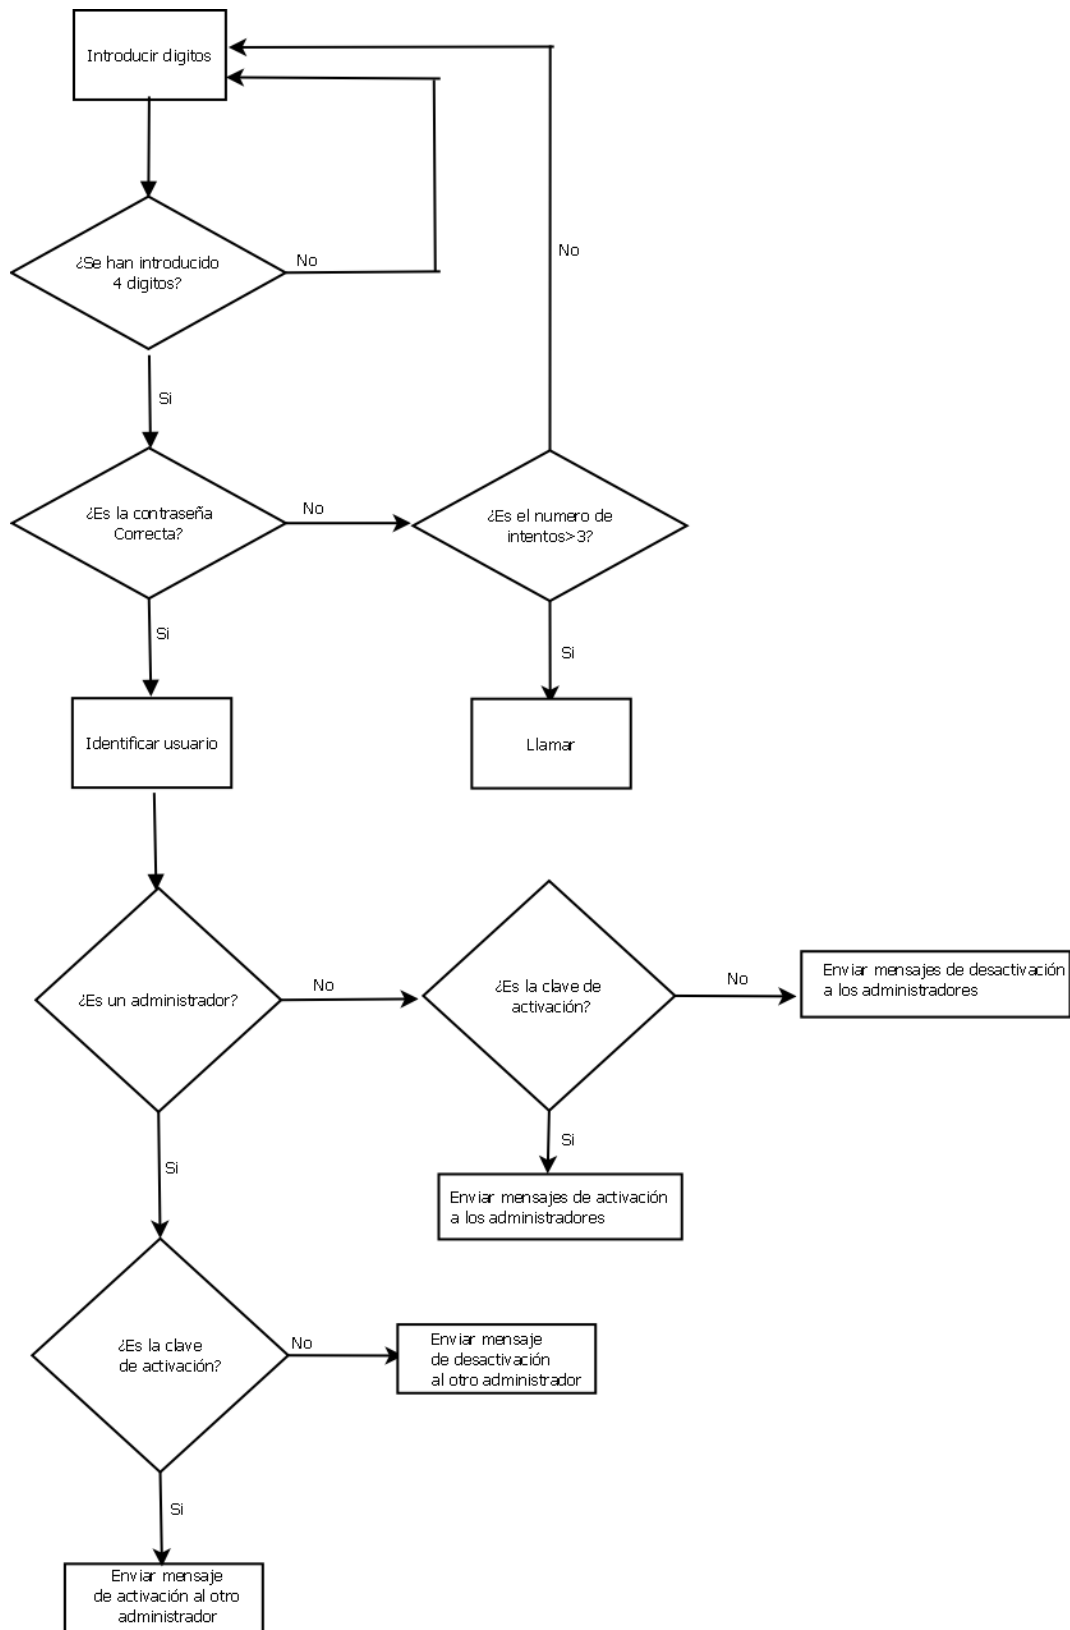 Introducir digitos
¿Se han introducido
4 digitos?
No
No
Si
¿Es la contraseña
Correcta?
No
¿Es el numero de
intentos>3?
Si
Si
Identificar usuario
Llamar
¿Es un administrador?
No
¿Es la clave de
activación?
No
Enviar mensajes de desactivación
a los administradores
Si
Si
Enviar mensajes de activación
a los administradores
¿Es la clave
de activación?
No
Enviar mensaje
de desactivación
al otro administrador
Si
Enviar mensaje
de activación al otro
administrador